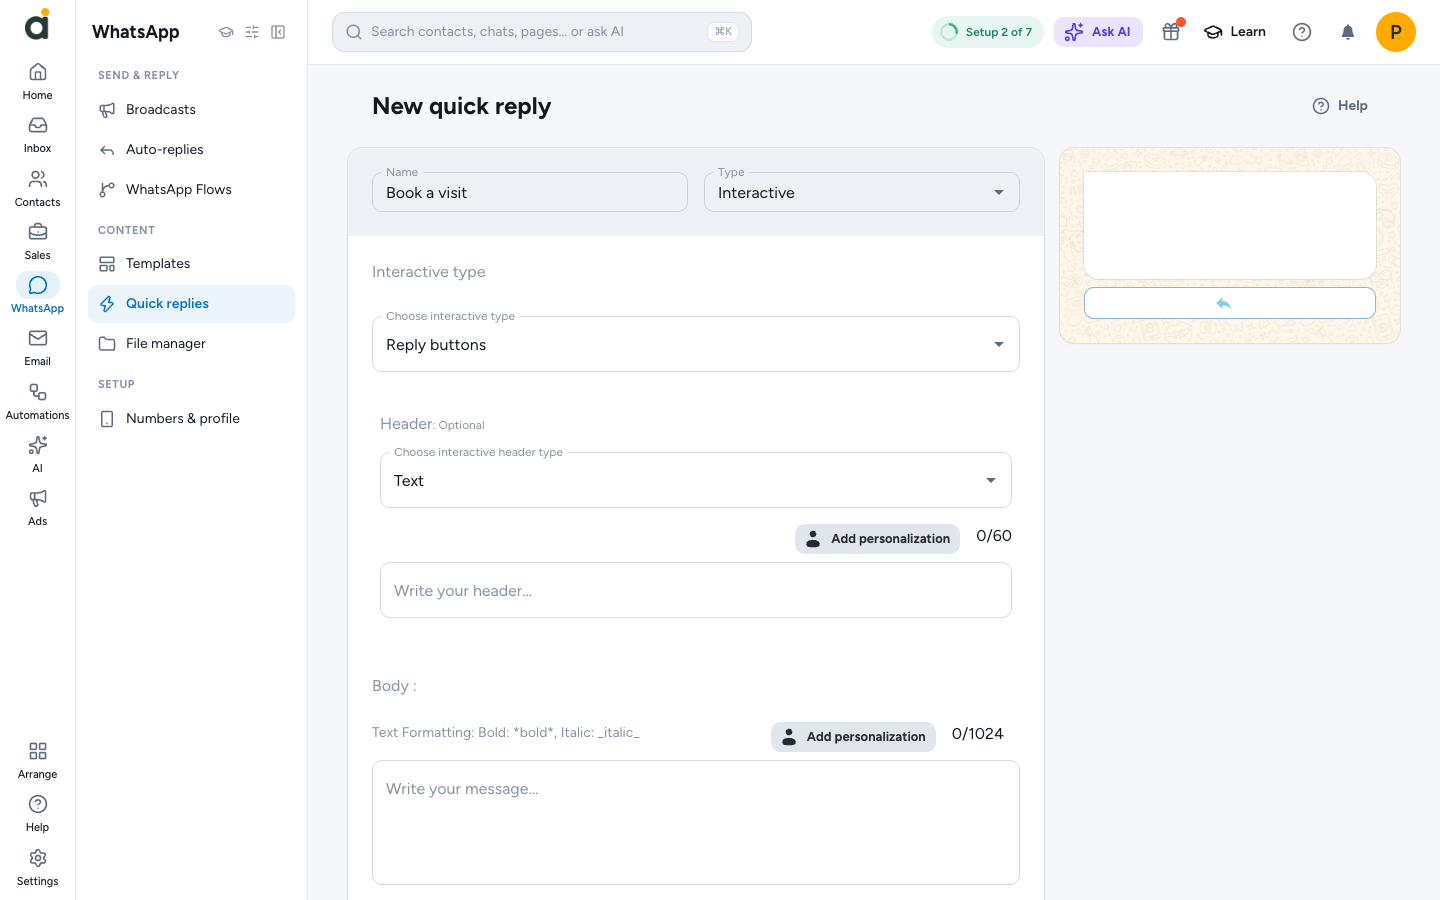 WhatsApp
Search contacts, chats, pages... or ask AI
⌘K
Setup 2 of 7
Ask AI
Learn
P
Home
Inbox
Contacts
Sales
WhatsApp
Email
Automations
AI
Ads
Arrange
Help
Settings
SEND & REPLY
Broadcasts
Auto-replies
WhatsApp Flows
CONTENT
Templates
Quick replies
File manager
SETUP
Numbers & profile
New quick reply
Help
Name
Book a visit
Type
Interactive
Interactive type
Choose interactive type
Reply buttons
Header: Optional
Choose interactive header type
Text
Add personalization
0/60
Write your header...
Body :
Text Formatting: Bold: *bold*, Italic: _italic_
Add personalization
0/1024
Write your message...